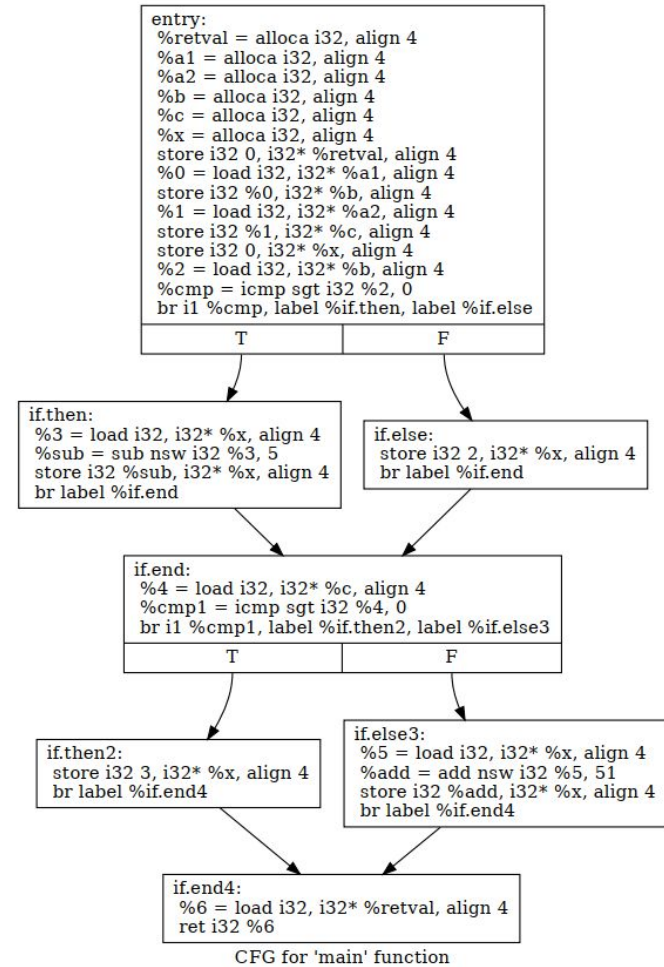 entry:
%retval = alloca i32, align 4
%a1 = alloca i32, align 4
%a2 = alloca i32, align 4
%b = alloca i32, align 4
%c = alloca i32, align 4
%x = alloca i32, align 4
store i32 0, i32* %retval, align 4
%0 = load i32, i32* %a1, align 4
store i32 %0, i32* %b, align 4
%1 = load i32, i32* %a2, align 4
store i32 %1, i32* %c, align 4
store i32 0, i32* %x, align 4
%2 = load i32, i32* %b, align 4
%cmp = icmp sgt i32 %2, 0
br i1 %cmp, label %if.then, label %if.else
T F
if.then:
%3 = load i32, i32* %x, align 4
%sub = sub nsw i32 %3, 5
store i32 %sub, i32* %x, align 4
br label %if.end
if.else:
store i32 2, i32* %x, align 4
br label %if.end
if.end:
%4 = load i32, i32* %c, align 4
%cmp1 = icmp sgt i32 %4, 0
br i1 %cmp1, label %if.then2, label %if.else3
T F
if.then2:
store i32 3, i32* %x, align 4
br label %if.end4
if.else3:
%5 = load i32, i32* %x, align 4
%add = add nsw i32 %5, 51
store i32 %add, i32* %x, align 4
br label %if.end4
if.end4:
%6 = load i32, i32* %retval, align 4
ret i32 %6
CFG for 'main' function